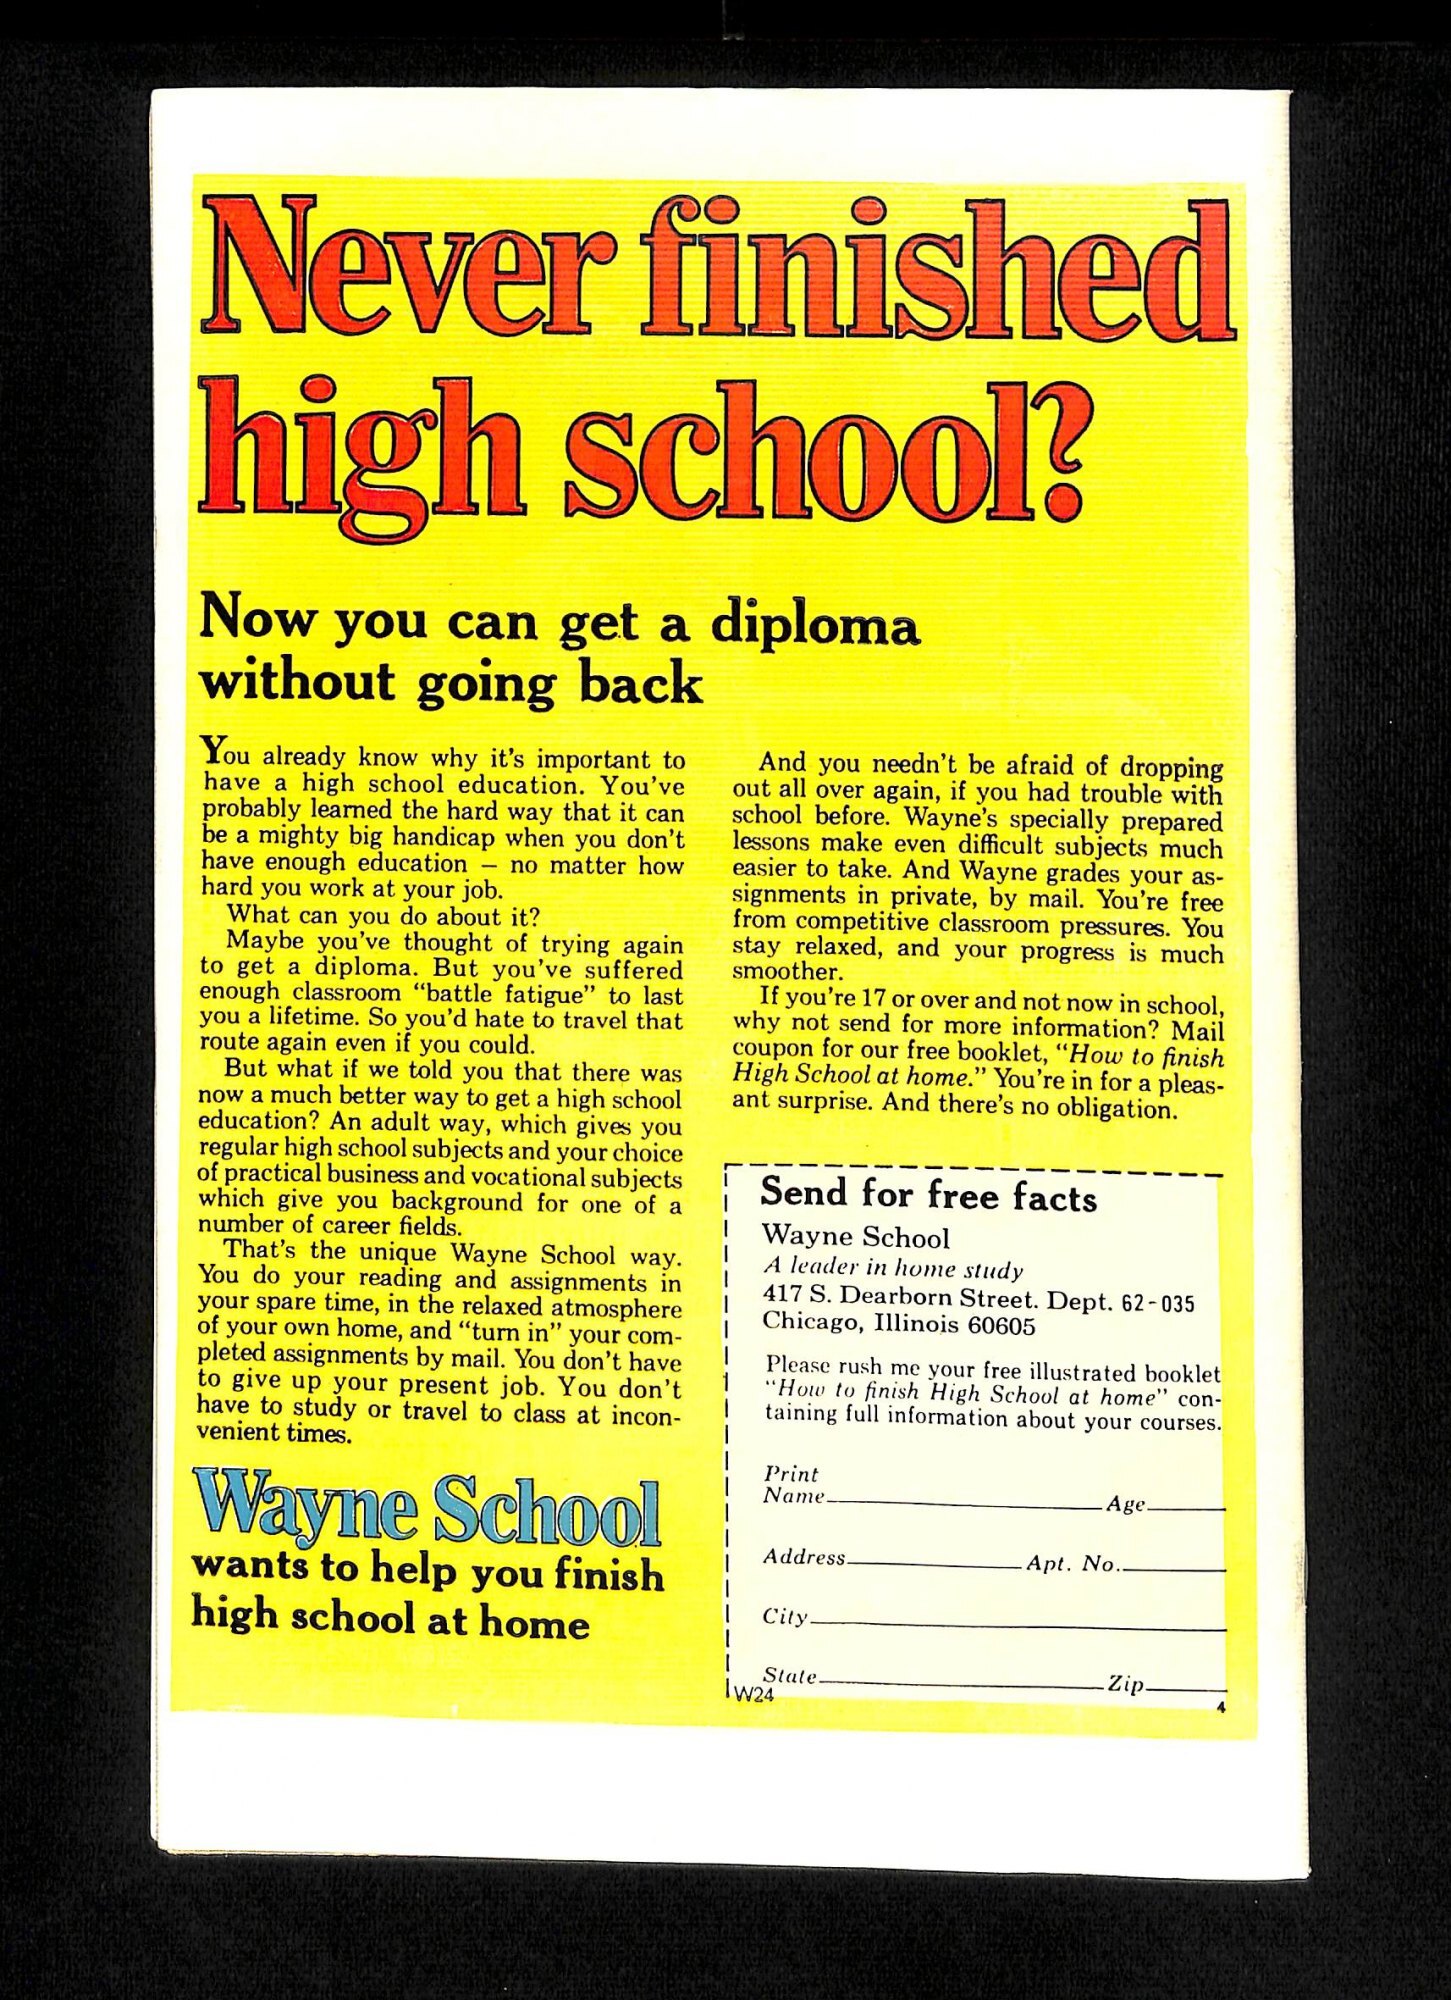 Never finished
high school?
Now you can get a diploma
without going back
You already know why it's important to
have a high school education. You've
probably learned the hard way that it can
be a mighty big handicap when you don't
have enough education — no matter how
hard you work at your job.
What can you do about it?
Maybe you've thought of trying again
to get a diploma. But you've suffered
enough classroom "battle fatigue" to last
you a lifetime. So you'd hate to travel that
route again even if you could.
But what if we told you that there was
now a much better way to get a high school
education? An adult way, which gives you
regular high school subjects and your choice
of practical business and vocational subjects
which give you background for one of a
number of career fields.
That's the unique Wayne School way.
You do your reading and assignments in
your spare time, in the relaxed atmosphere
of your own home, and "turn in" your com-
pleted assignments by mail. You don't have
to give up your present job. You don't
have to study or travel to class at incon-
venient times.
Wayne School
wants to help you finish
high school at home
And you needn't be afraid of dropping
out all over again, if you had trouble with
school before. Wayne's specially prepared
lessons make even difficult subjects much
easier to take. And Wayne grades your as-
signments in private, by mail. You're free
from competitive classroom pressures. You
stay relaxed, and your progress is much
smoother.
If you're 17 or over and not now in school,
why not send for more information? Mail
coupon for our free booklet, "How to finish
High School at home." You're in for a pleas-
ant surprise. And there's no obligation.
Send for free facts
Wayne School
A leader in home study
417 S. Dearborn Street. Dept. 62-035
Chicago, Illinois 60605
Please rush me your free illustrated booklet
"How to finish High School at home" con-
taining full information about your courses.
Print
Name Age
Address Apt. No.
City
State Zip
W24 4